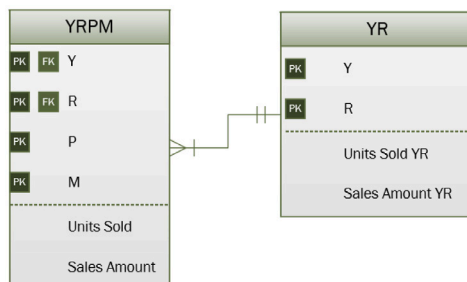 YRPM
PK FK Y
PK FK R
PK P
PK M
Units Sold
Sales Amount
YR
PK Y
PK R
Units Sold YR
Sales Amount YR